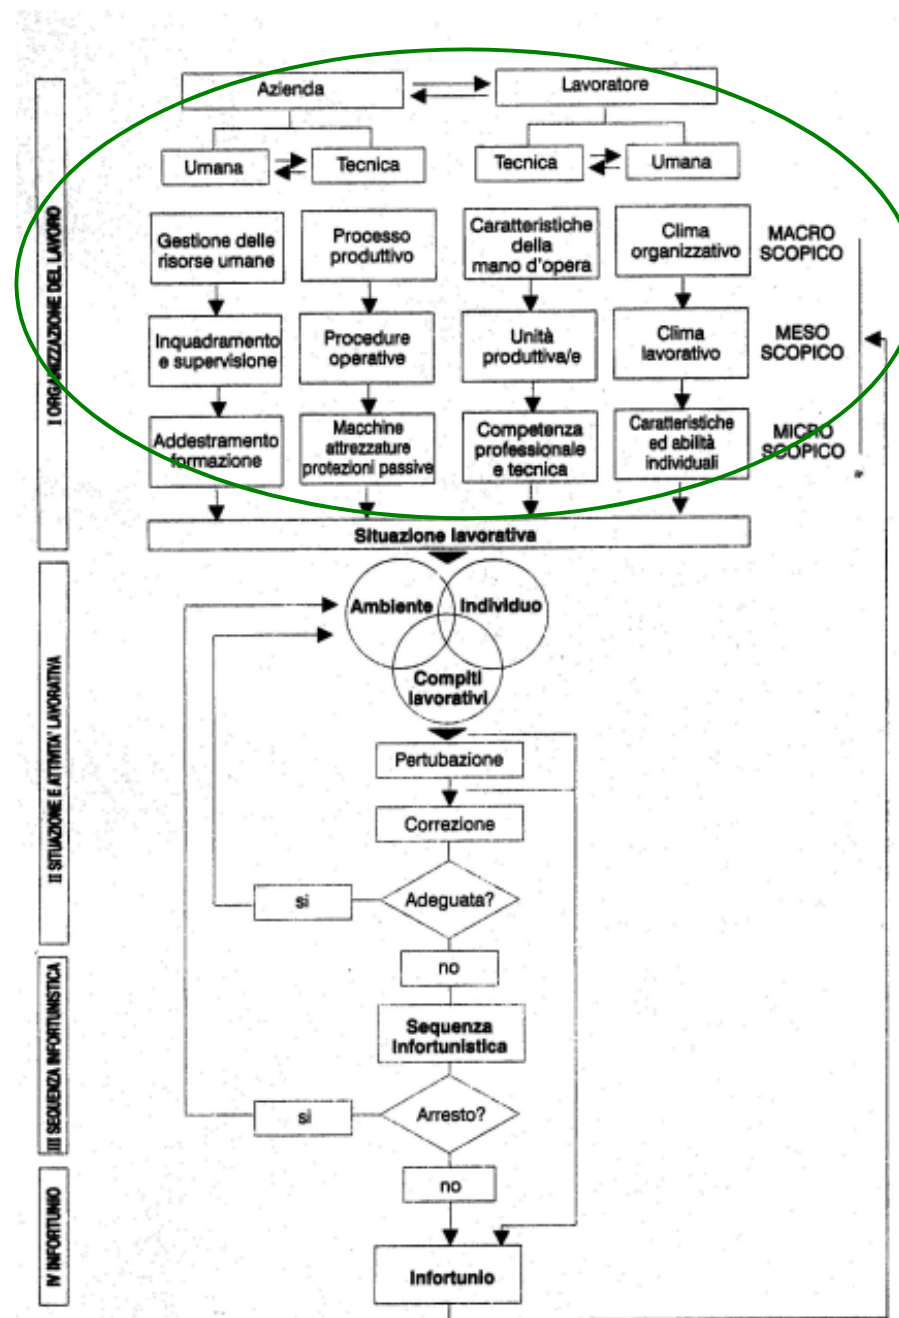 Azienda
Lavoratore
Umana
Tecnica
Tecnica
Umana
I ORGANIZZAZIONE DEL LAVORO
Gestione delle
risorse umane
Processo
produttivo
Caratteristiche
della
mano d'opera
Clima
organizzativo
MACRO
SCOPICO
Inquadramento
e supervisione
Procedure
operative
Unità
produttiva/e
Clima
lavorativo
MESO
SCOPICO
Addestramento
formazione
Macchine
attrezzature
protezioni passive
Competenza
professionale
e tecnica
Caratteristiche
ed abilità
individuali
MICRO
SCOPICO
Situazione lavorativa
II SITUAZIONE E ATTIVITA' LAVORATIVA
Ambiente
Individuo
Compiti
lavorativi
Pertubazione
Correzione
Adeguata?
si
no
III SEQUENZA INFORTUNISTICA
Sequenza
Infortunistica
Arresto?
si
no
IV INFORTUNIO
Infortunio